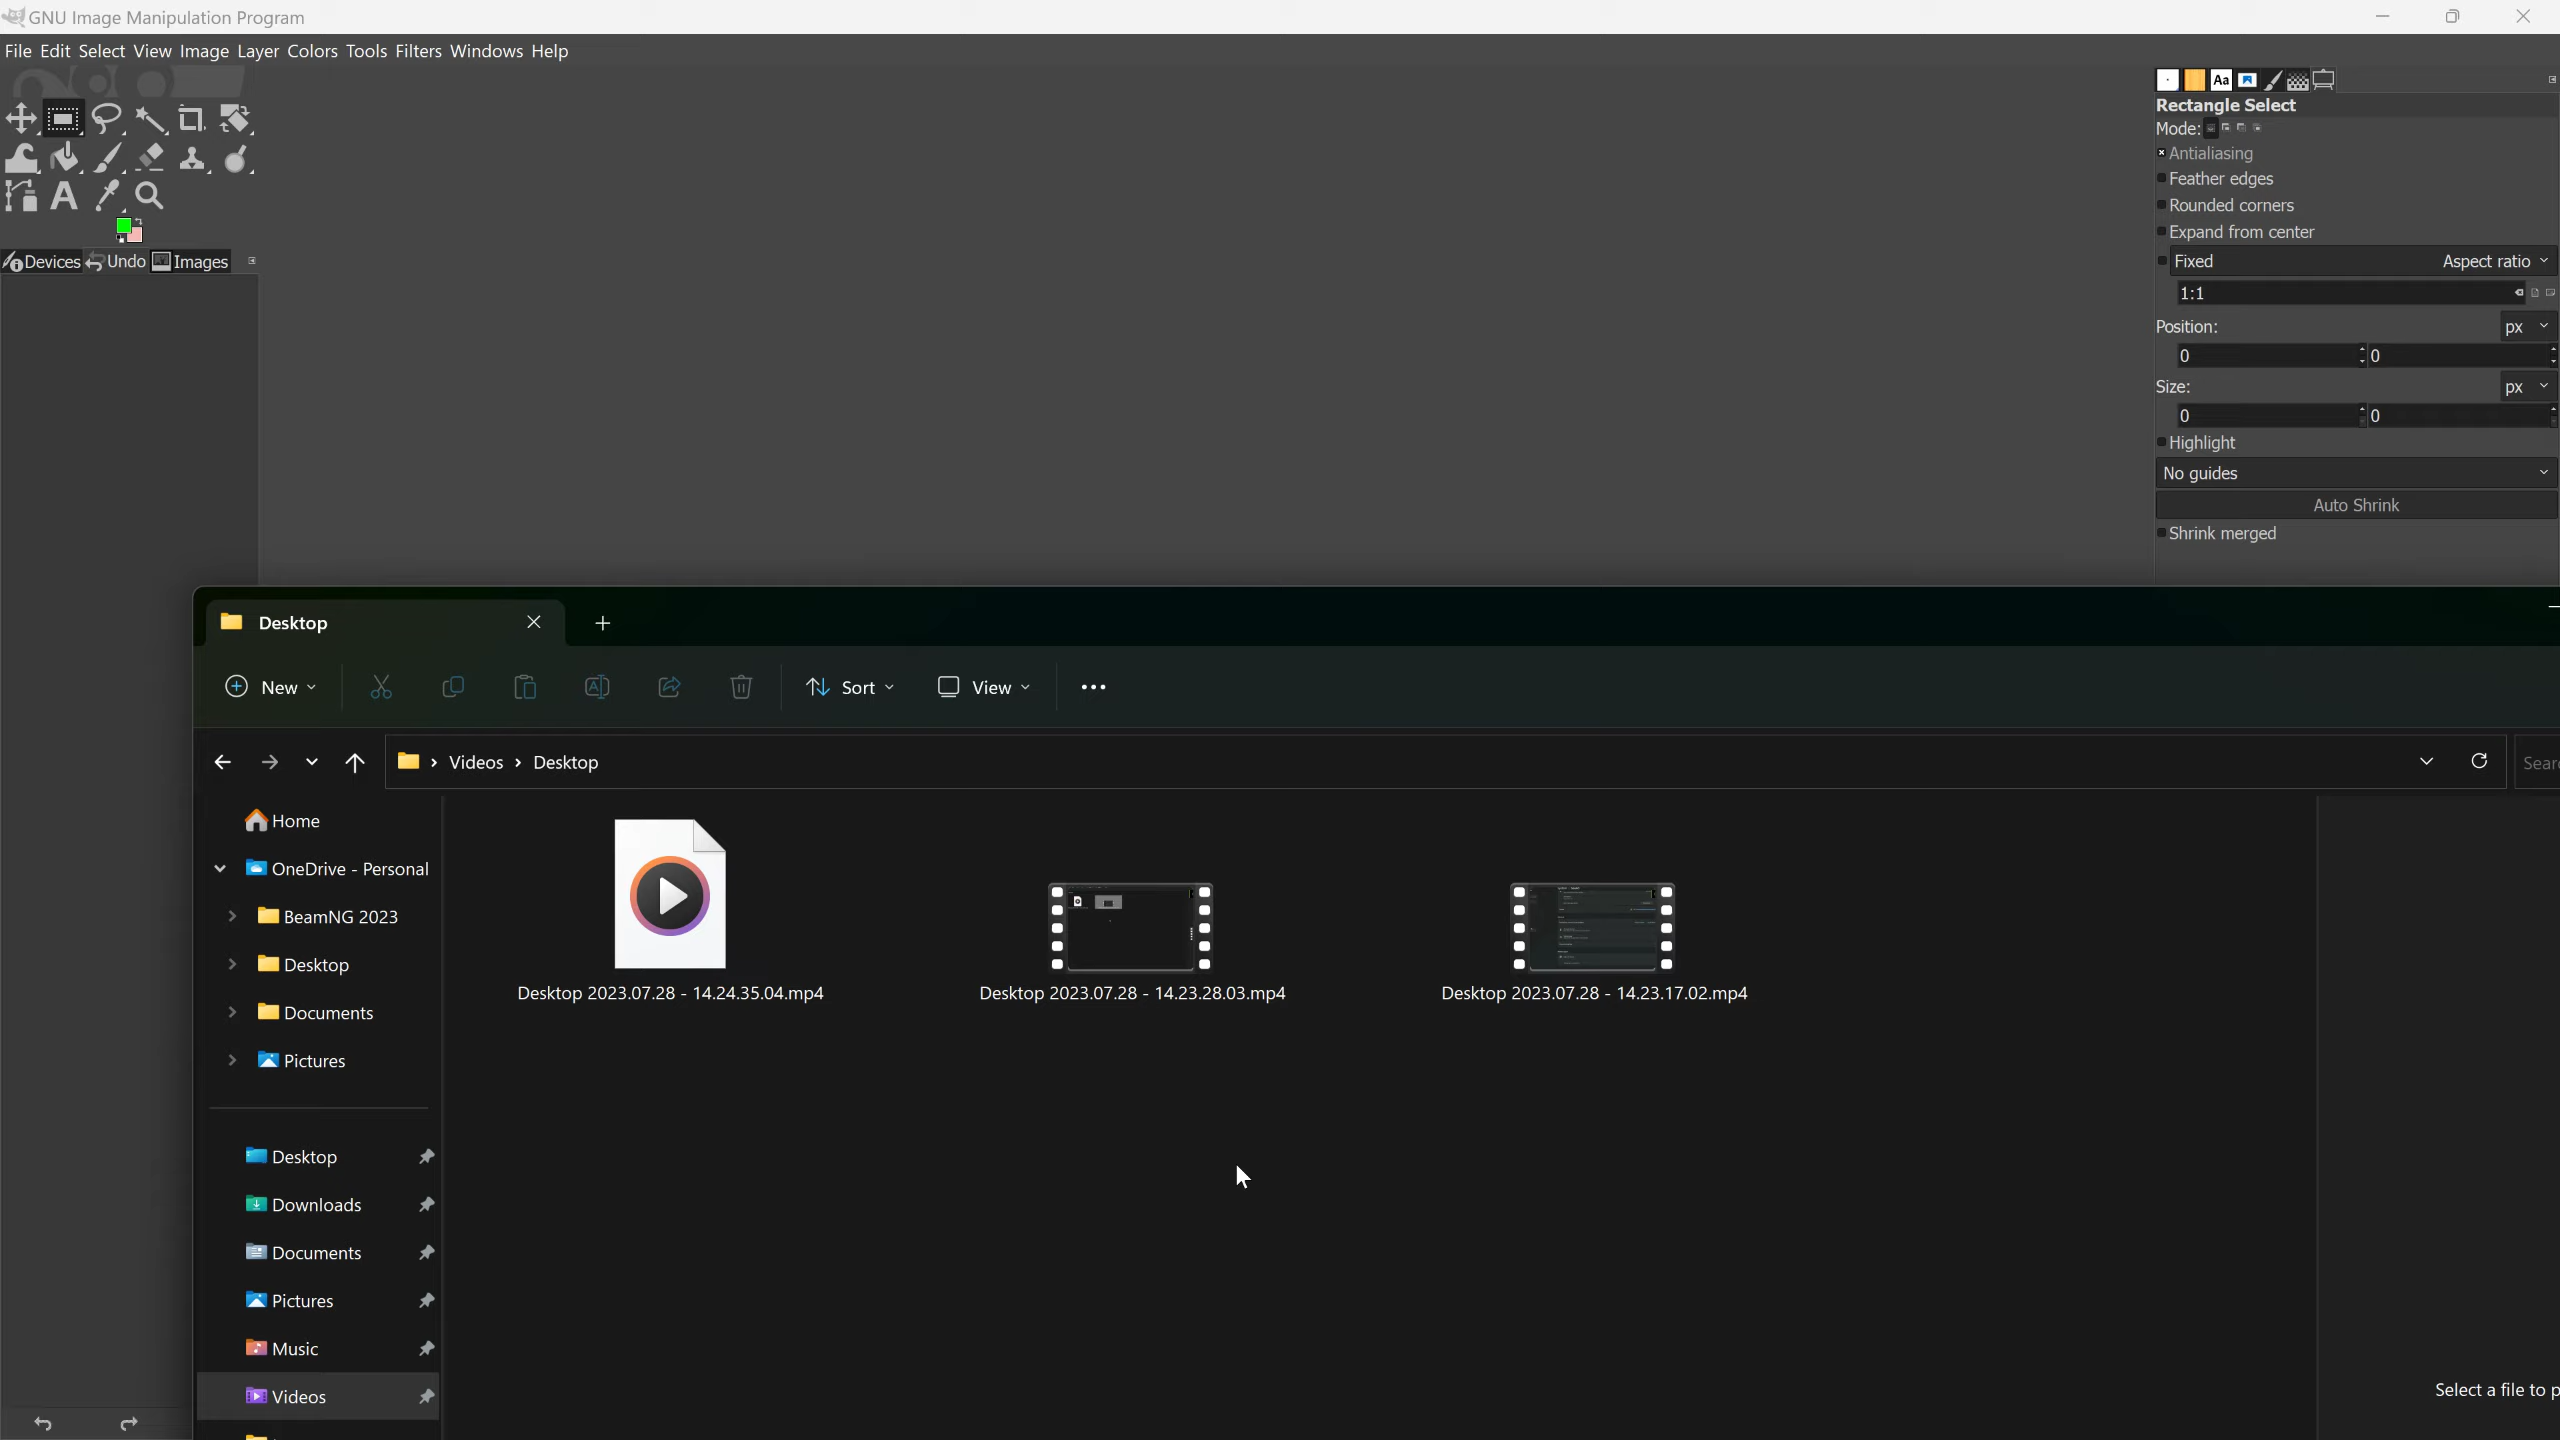 GNU Image Manipulation Program
File Edit Select View Image Layer Colors Tools Filters Windows Help
Aa
Rectangle Select
Mode:
Antialiasing
Feather edges
Rounded corners
Expand from center
Devices Undo Images
Fixed Aspect ratio
1:1
Position: px
0 0
Size: px
0 0
Highlight
No guides
Auto Shrink
Shrink merged
Desktop
New Sort View
Videos Desktop
Home
OneDrive - Personal
BeamNG 2023
Desktop
Documents
Pictures
Desktop 2023.07.28 - 14.24.35.04.mp4
Desktop 2023.07.28 - 14.23.28.03.mp4
Desktop 2023.07.28 - 14.23.17.02.mp4
Desktop
Downloads
Documents
Pictures
Music
Videos
Select a file to p